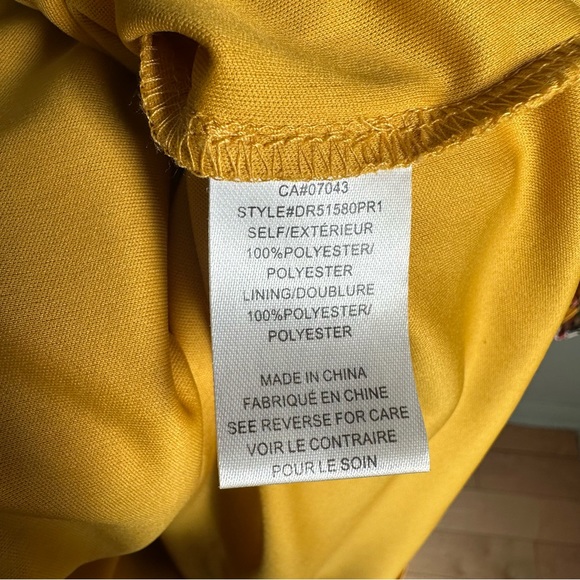 CA#07043
STYLE#DR51580PR1
SELF/EXTÉRIEUR
100%POLYESTER/
POLYESTER
LINING/DOUBLURE
100%POLYESTER/
POLYESTER
MADE IN CHINA
FABRIQUÉ EN CHINE
SEE REVERSE FOR CARE
VOIR LE CONTRAIRE
POUR LE SOIN